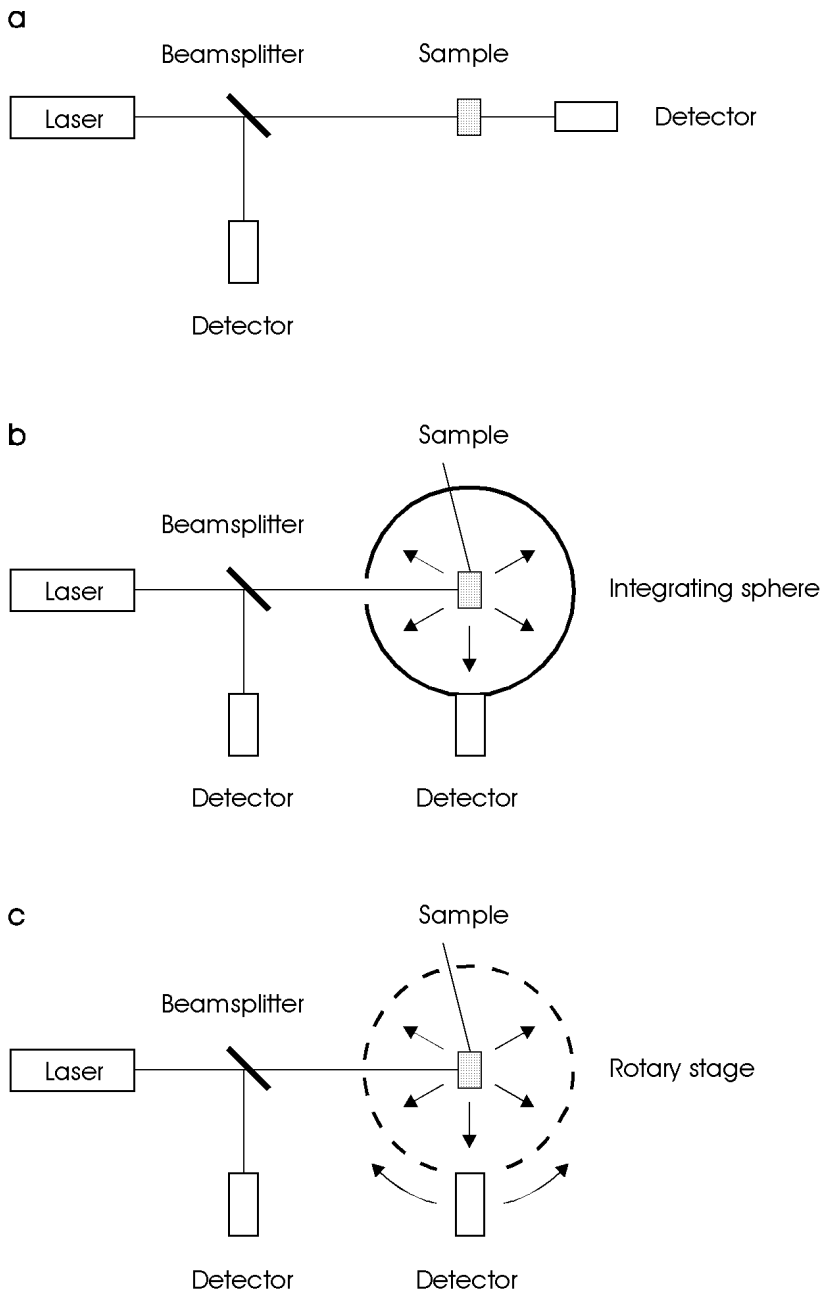 a
Beamsplitter
Sample
Laser
Detector
Detector
b
Sample
Beamsplitter
Laser
Integrating sphere
Detector
Detector
c
Sample
Beamsplitter
Laser
Rotary stage
Detector
Detector